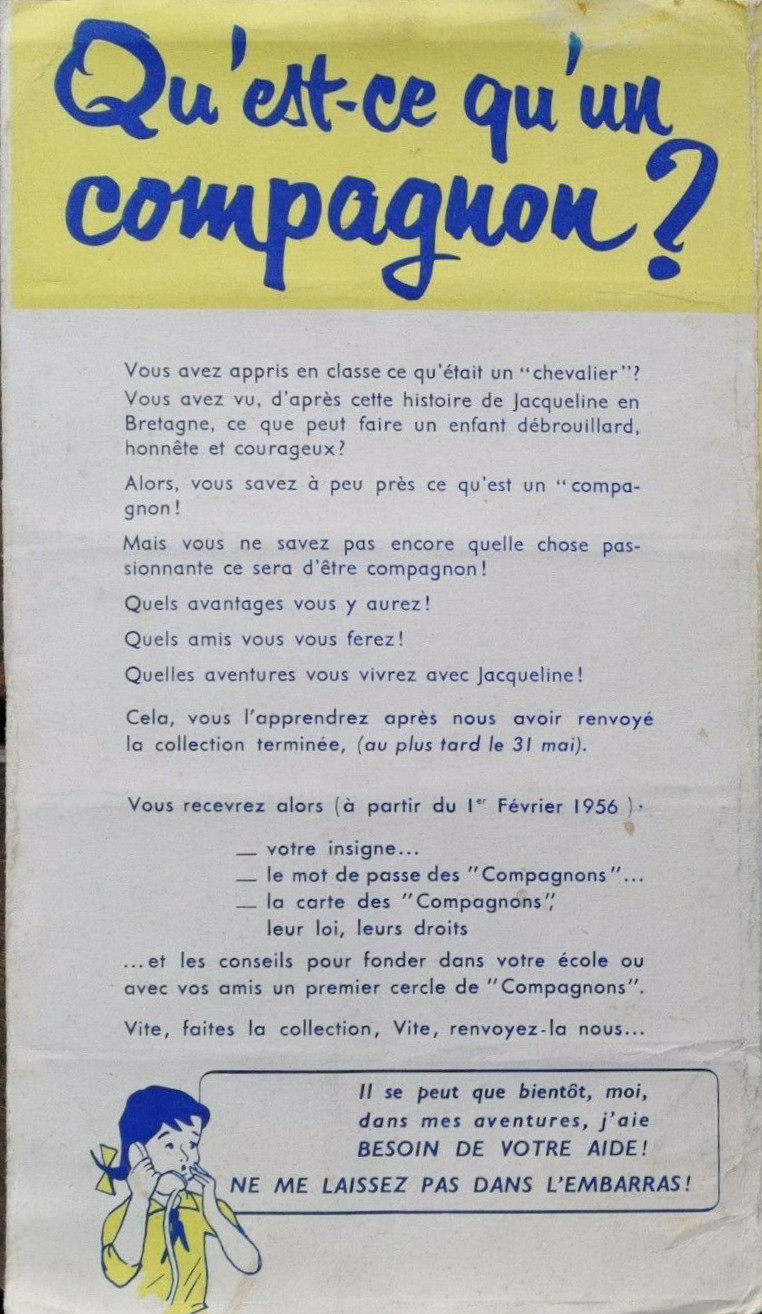 Qu'est-ce qu'un
compagnon?
Vous avez appris en classe ce qu'était un “chevalier”?
Vous avez vu, d'après cette histoire de Jacqueline en
Bretagne, ce que peut faire un enfant débrouillard,
honnête et courageux?
Alors, vous savez à peu près ce qu'est un “compa-
gnon!
Mais vous ne savez pas encore quelle chose pas-
sionnante ce sera d'être compagnon!
Quels avantages vous y aurez!
Quels amis vous vous ferez!
Quelles aventures vous vivrez avec Jacqueline!
Cela, vous l'apprendrez après nous avoir renvoyé
la collection terminée, (au plus tard le 31 mai).
Vous recevrez alors (à partir du 1er Février 1956 ):
— votre insigne...
— le mot de passe des "Compagnons"...
— la carte des "Compagnons",
leur loi, leurs droits
...et les conseils pour fonder dans votre école ou
avec vos amis un premier cercle de "Compagnons".
Vite, faites la collection, Vite, renvoyez-la nous...
Il se peut que bientôt, moi,
dans mes aventures, j'aie
BESOIN DE VOTRE AIDE!
NE ME LAISSEZ PAS DANS L'EMBARRAS!